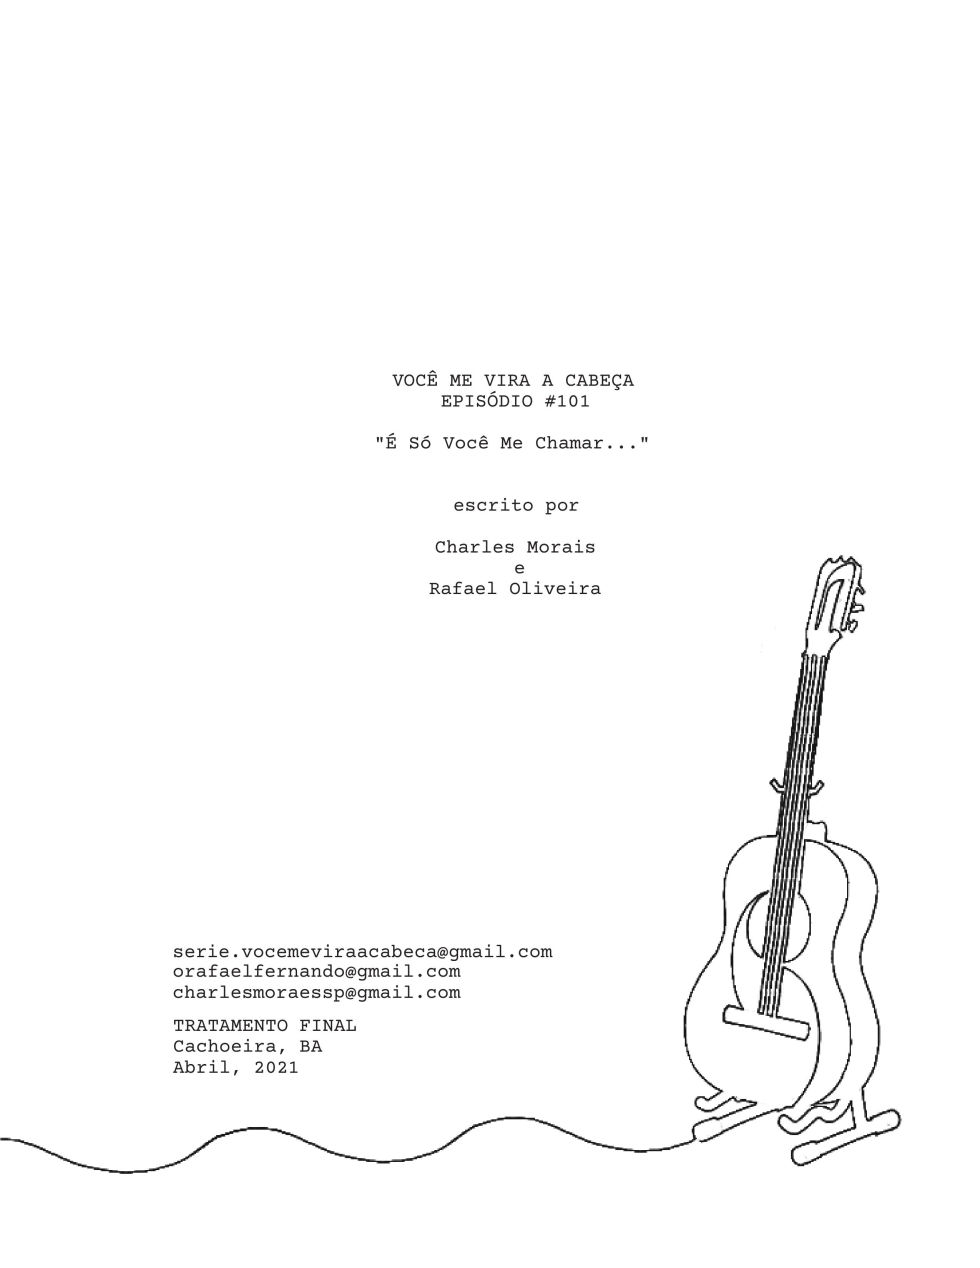 VOCÊ ME VIRA A CABEÇA
EPISÓDIO #101
"É Só Você Me Chamar..."
escrito por
Charles Morais
e
Rafael Oliveira
serie.vocemeviraacabeca@gmail.com
orafaelfernando@gmail.com
charlesmoraessp@gmail.com
TRATAMENTO FINAL
Cachoeira, BA
Abril, 2021